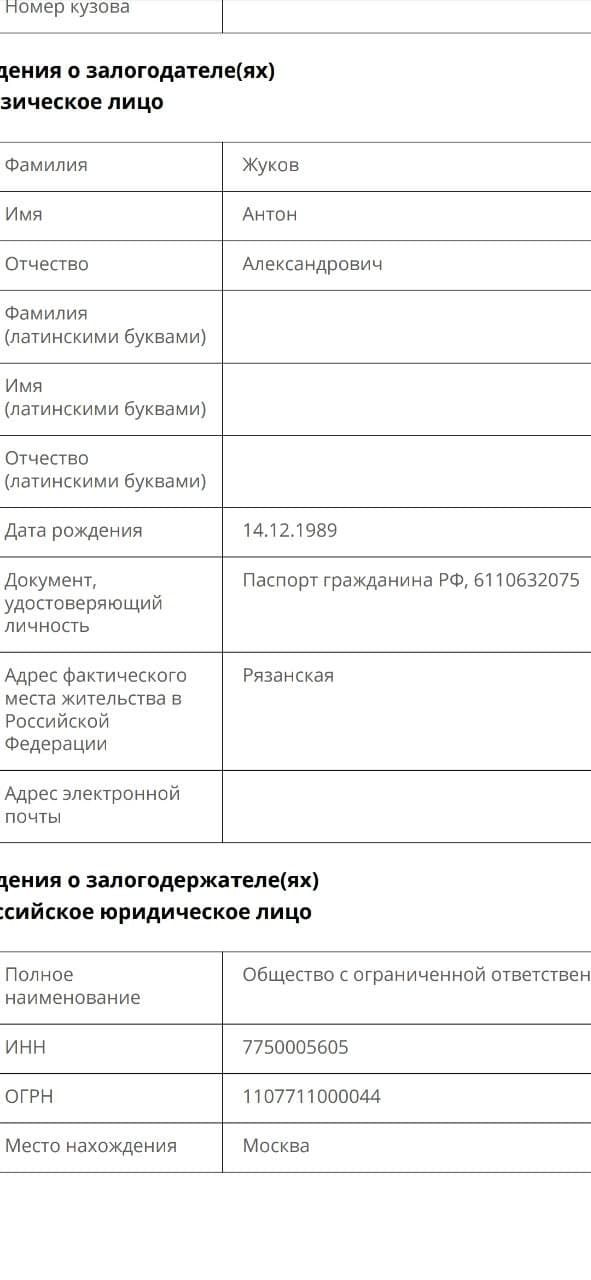 Номер кузова
дения о залогодателе(ях)
зическое лицо
Фамилия Жуков
Имя Антон
Отчество Александрович
Фамилия
(латинскими буквами)
Имя
(латинскими буквами)
Отчество
(латинскими буквами)
Дата рождения 14.12.1989
Документ, Паспорт гражданина РФ, 6110632075
удостоверяющий
личность
Адрес фактического Рязанская
места жительства в
Российской
Федерации
Адрес электронной
почты
дения о залогодержателе(ях)
ссийское юридическое лицо
Полное Общество с ограниченной ответствен
наименование
ИНН 7750005605
ОГРН 1107711000044
Место нахождения Москва